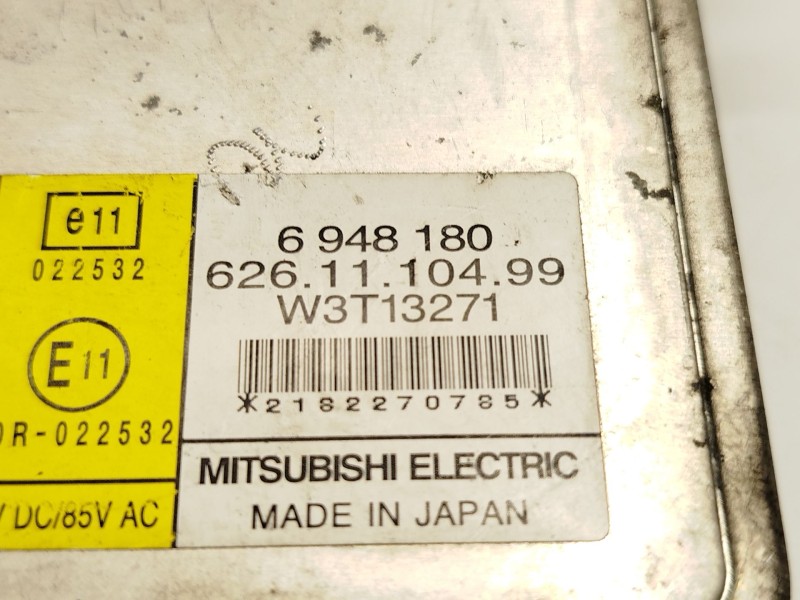 e11
022532
E11
0R-022532
V DC/85V AC
6 948 180
626.11.104.99
W3T13271
*2182270785*
MITSUBISHI ELECTRIC
MADE IN JAPAN